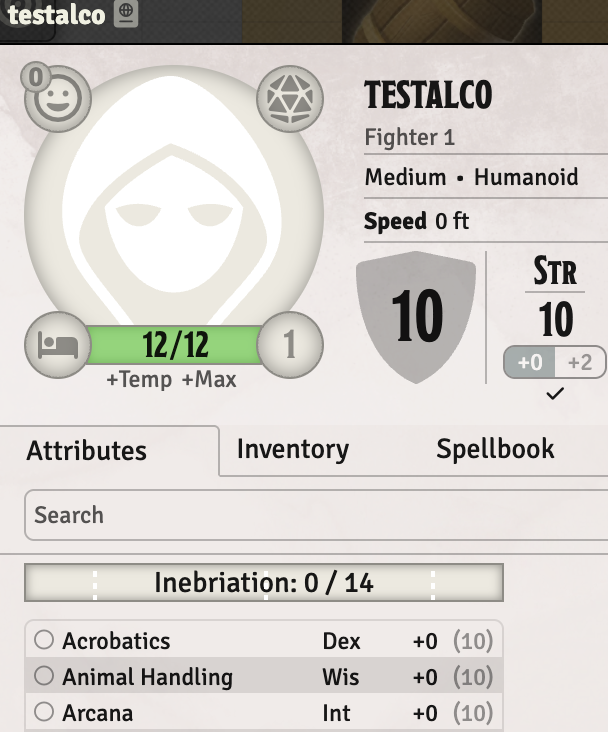 testalco
0
TESTALCO
Fighter 1
Medium • Humanoid
Speed 0 ft
10
STR
10
+0 +2
12/12
1
+Temp +Max
Attributes
Inventory
Spellbook
Search
Inebriation: 0 / 14
Acrobatics Dex +0 (10)
Animal Handling Wis +0 (10)
Arcana Int +0 (10)